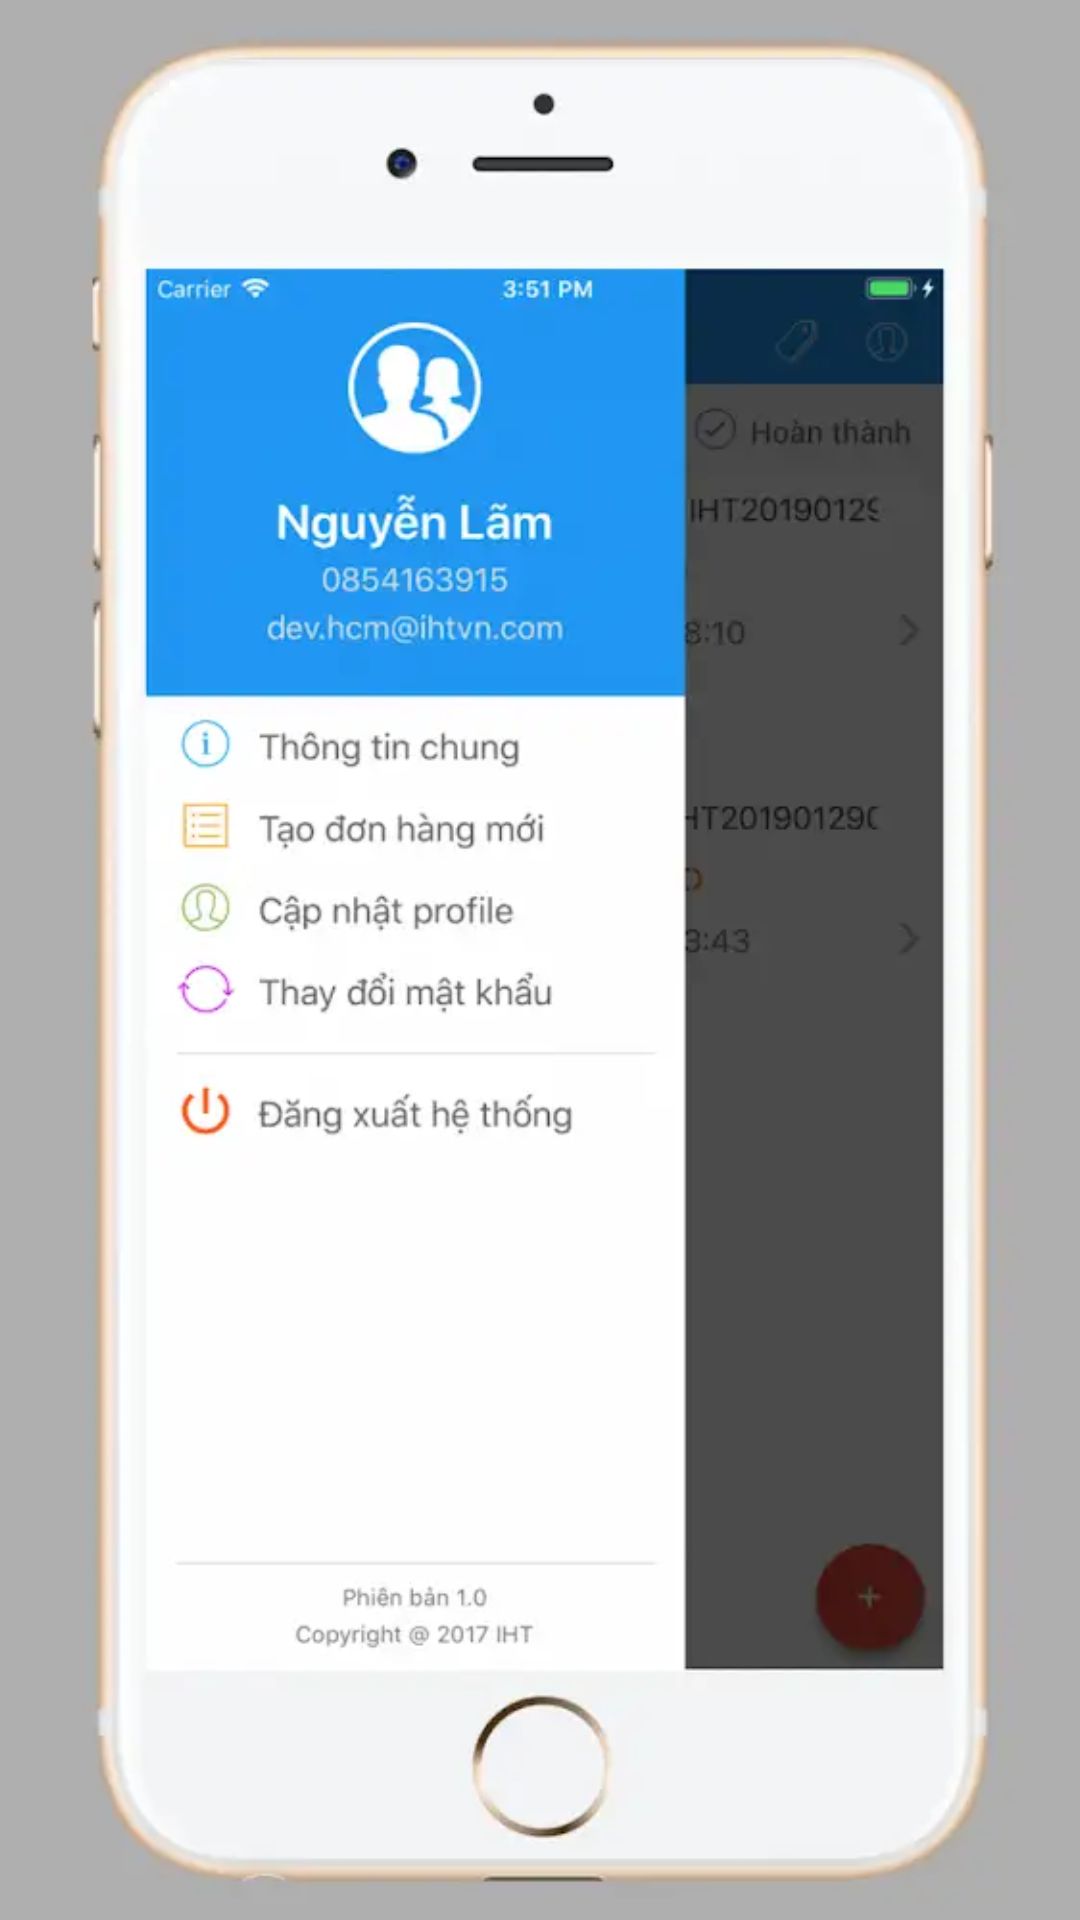 Carrier
3:51 PM
Nguyễn Lãm
0854163915
dev.hcm@ihtvn.com
Thông tin chung
Tạo đơn hàng mới
Cập nhật profile
Thay đổi mật khẩu
Đăng xuất hệ thống
Phiên bản 1.0
Copyright @ 2017 IHT
Hoàn thành
IHT2019012
8:10
HT20190129
3:43